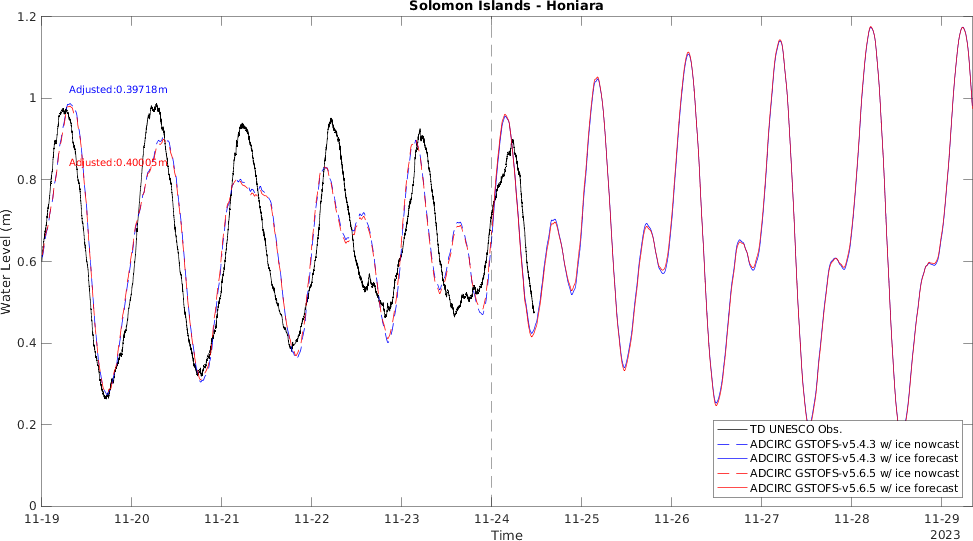 Solomon Islands - Honiara
1.2
1
0.8
0.6
0.4
0.2
0
Water Level (m)
Adjusted:0.39718m
Adjusted:0.40005m
TD UNESCO Obs.
ADCIRC GSTOFS-v5.4.3 w/ ice nowcast
ADCIRC GSTOFS-v5.4.3 w/ ice forecast
ADCIRC GSTOFS-v5.6.5 w/ ice nowcast
ADCIRC GSTOFS-v5.6.5 w/ ice forecast
11-19 11-20 11-21 11-22 11-23 11-24 11-25 11-26 11-27 11-28 11-29
2023
Time